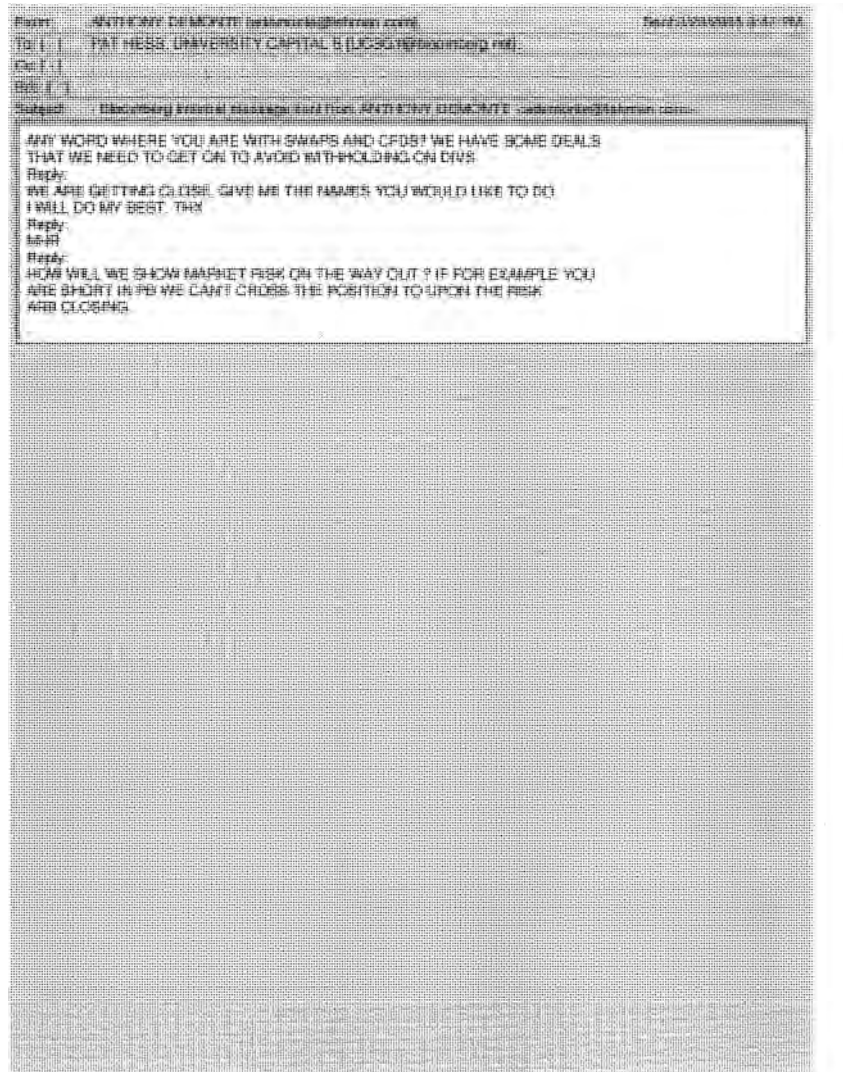 From: ANTHONY DEMONTE
To: [ ] PAT HESS, UNIVERSITY CAPITAL
Cc: [ ]
Bcc: [ ]
Subject: Bloomberg message sent from ANTHONY DEMONTE
ANY WORD WHERE YOU ARE WITH SWAPS AND CFDS? WE HAVE SOME DEALS
THAT WE NEED TO GET ON TO AVOID WITHHOLDING ON DIVS
Reply:
WE ARE GETTING CLOSE. GIVE ME THE NAMES YOU WOULD LIKE TO DO
I WILL DO MY BEST. THX
Reply:
Reply:
HOW WILL WE SHOW MARKET RISK ON THE WAY OUT ? IF FOR EXAMPLE YOU
ARE SHORT IN PB WE CAN'T CROSS THE POSITION TO UPON THE RISK
ARB CLOSING.